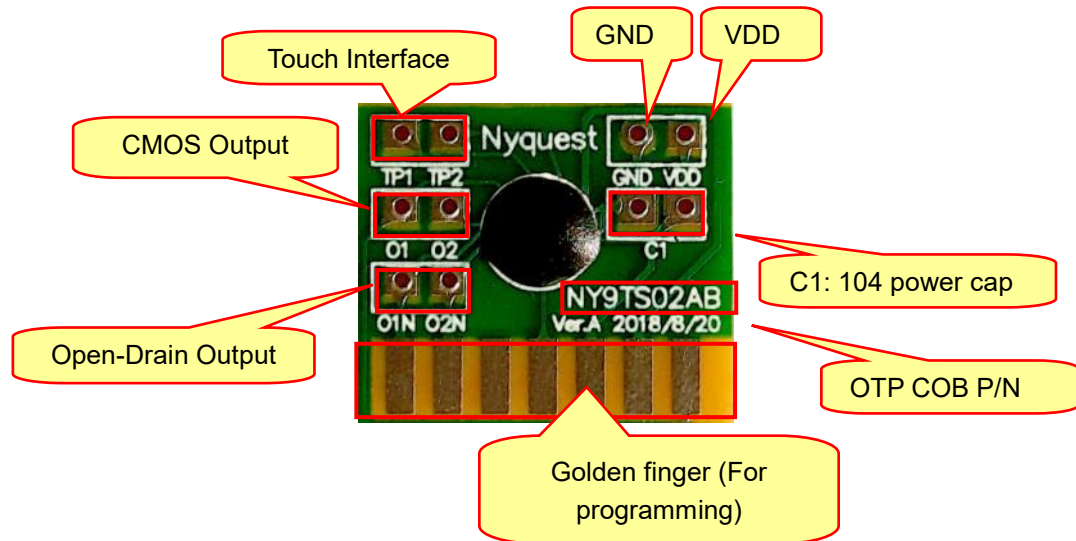 GND
VDD
Touch Interface
CMOS Output
Nyquest
TP1 TP2
GND VDD
O1 O2
C1
C1: 104 power cap
NY9TS02AB
O1N O2N
Ver.A 2018/8/20
Open-Drain Output
OTP COB P/N
Golden finger (For
programming)